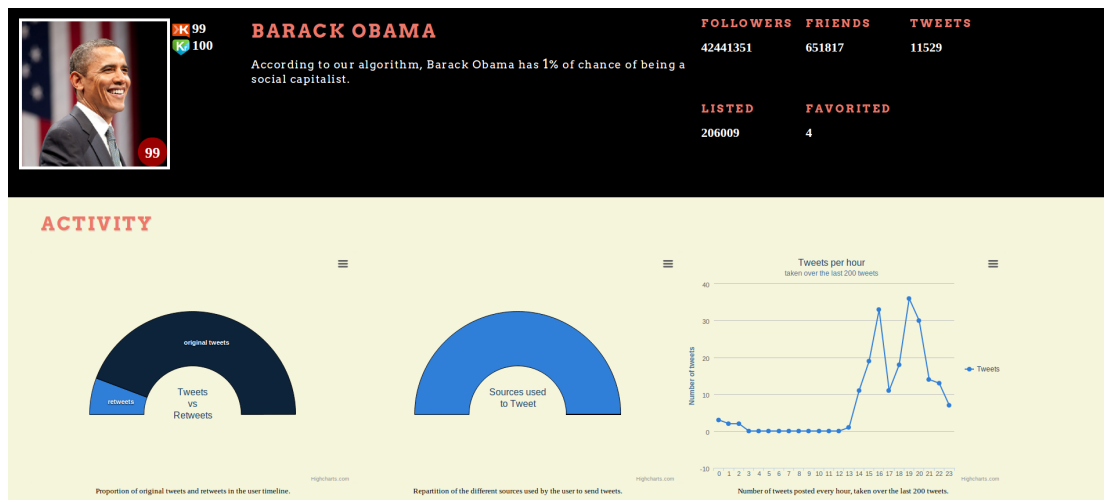 99
100
99
BARACK OBAMA
According to our algorithm, Barack Obama has 1% of chance of being a
social capitalist.
FOLLOWERS FRIENDS TWEETS
42441351 651817 11529
LISTED FAVORITED
206009 4
ACTIVITY
original tweets
retweets
Tweets
vs
Retweets
Highcharts.com
Proportion of original tweets and retweets in the user timeline.
Sources used
to Tweet
Highcharts.com
Repartition of the different sources used by the user to send tweets.
Tweets per hour
taken over the last 200 tweets
Number of tweets
40
30
20
10
0
-10
0 1 2 3 4 5 6 7 8 9 10 11 12 13 14 15 16 17 18 19 20 21 22 23
Tweets
Highcharts.com
Number of tweets posted every hour, taken over the last 200 tweets.